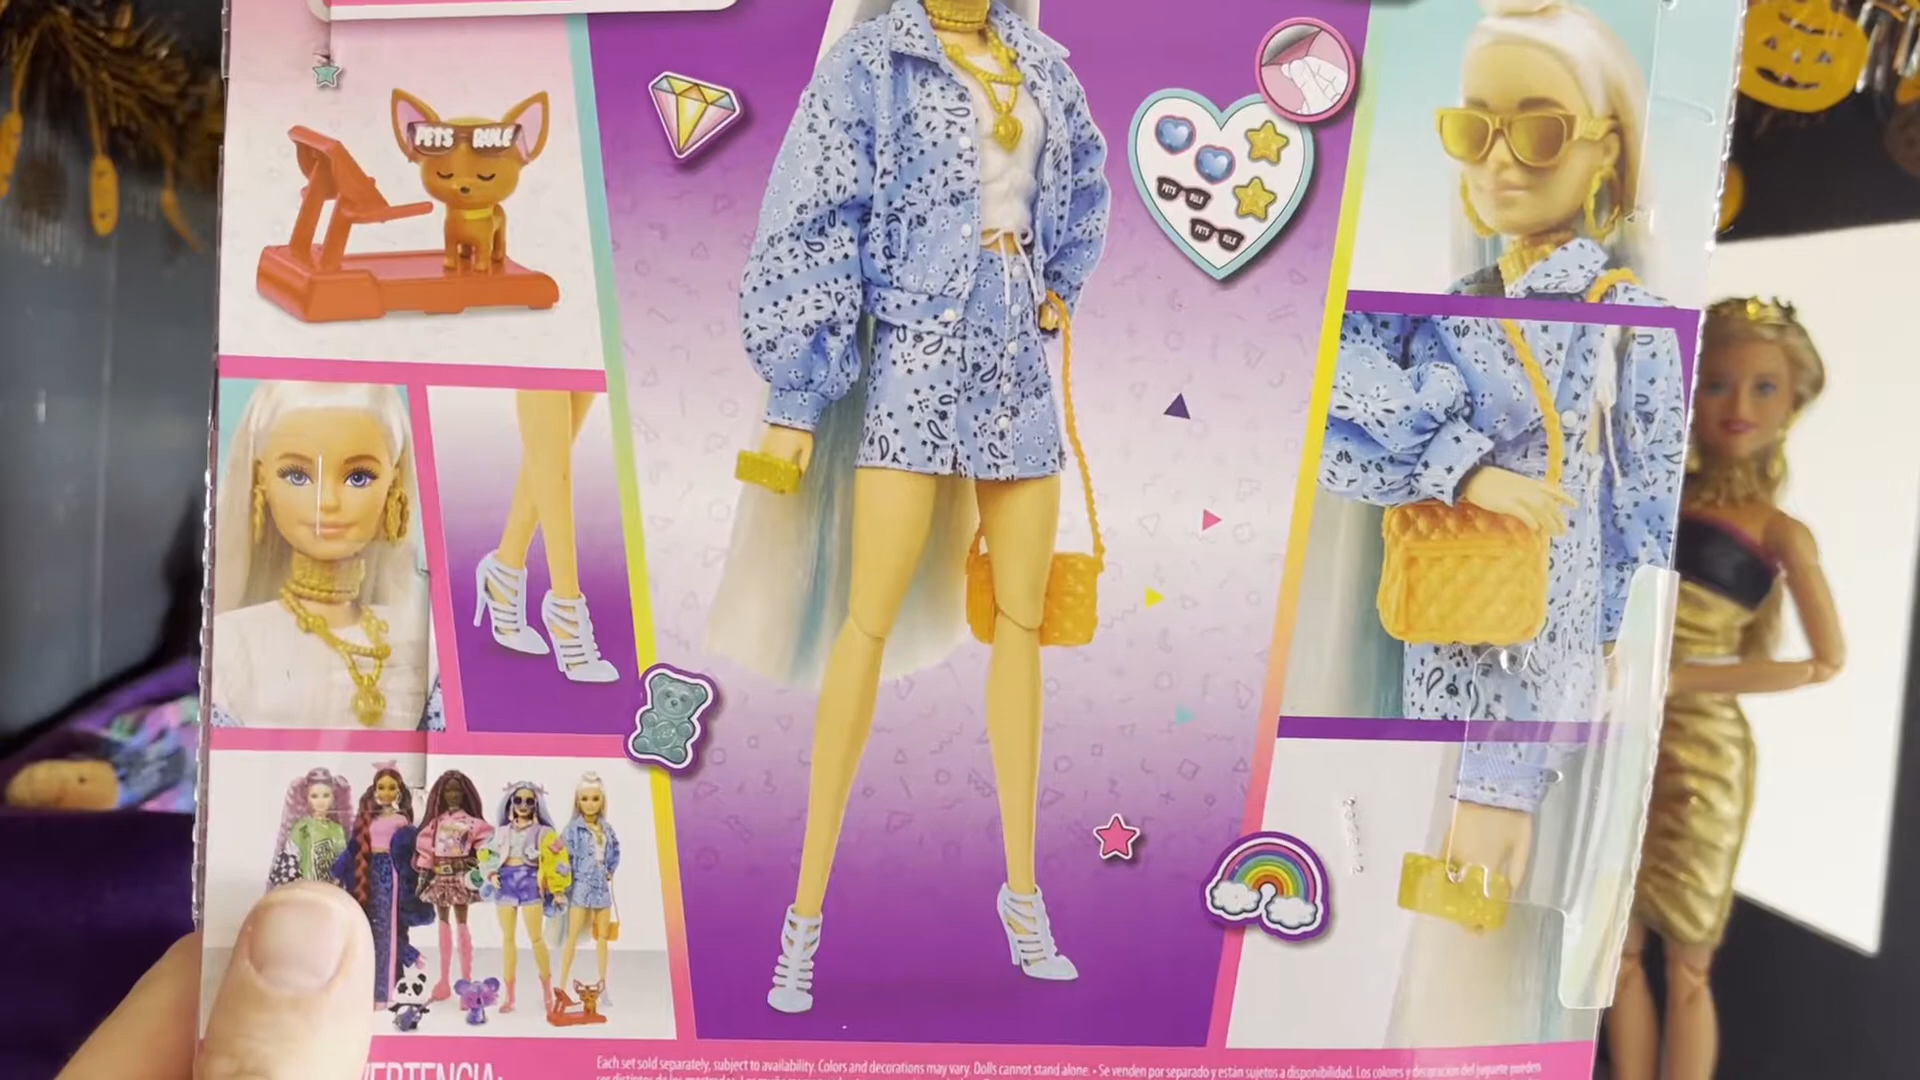 PETS RULE
PETS RULE
PETS RULE
VERTENCIA:
Each set sold separately, subject to availability. Colors and decorations may vary. Dolls cannot stand alone. • Se venden por separado y están sujetos a disponibilidad. Los colores y decoración del juguete pueden